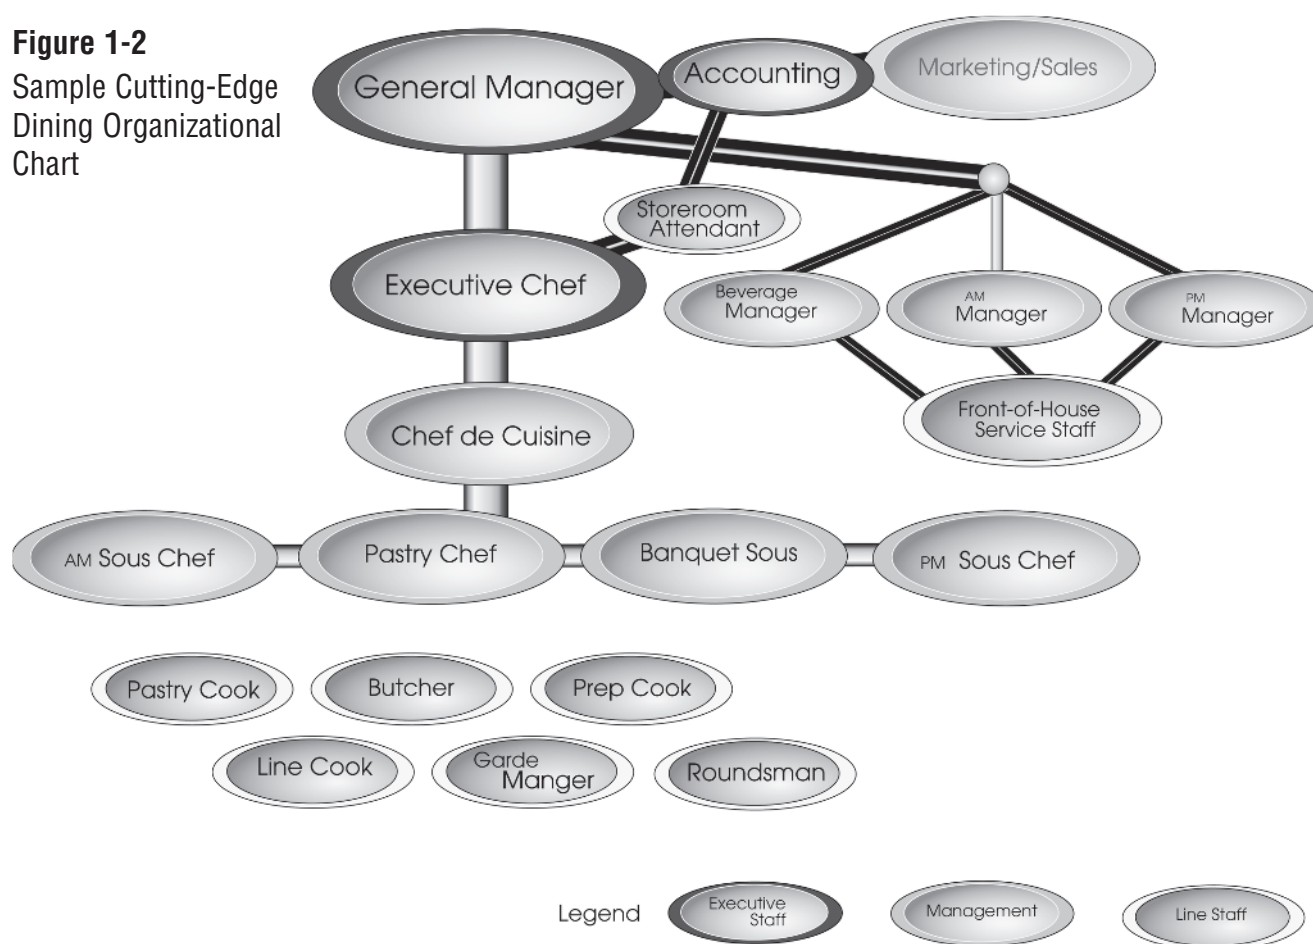 Figure 1-2
Sample Cutting-Edge
Dining Organizational
Chart
General Manager
Accounting
Marketing/Sales
Storeroom
Attendant
Executive Chef
Beverage
Manager
AM
Manager
PM
Manager
Chef de Cuisine
Front-of-House
Service Staff
AM Sous Chef
Pastry Chef
Banquet Sous
PM Sous Chef
Pastry Cook
Butcher
Prep Cook
Line Cook
Garde
Manger
Roundsman
Legend
Executive
Staff
Management
Line Staff